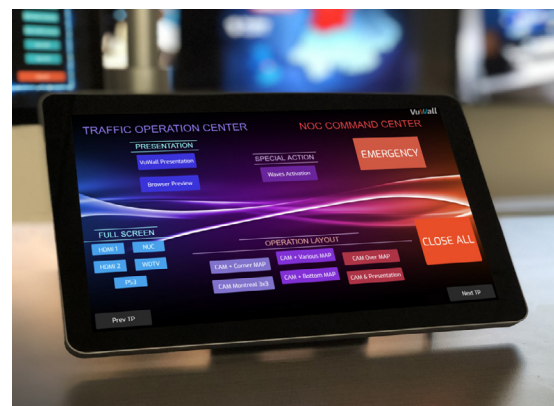 VuWall
TRAFFIC OPERATION CENTER
NOC COMMAND CENTER
PRESENTATION
VuWall Presentation
Browser Preview
SPECIAL ACTION
Waves Activation
EMERGENCY
FULL SCREEN
HDMI 1
NUC
HDMI 2
WDTV
PS3
OPERATION LAYOUT
CAM + Corner MAP
CAM + Various MAP
CAM Over MAP
CAM Montreal 3x3
CAM + Bottom MAP
CAM & Presentation
CLOSE ALL
Prev TP
Next TP